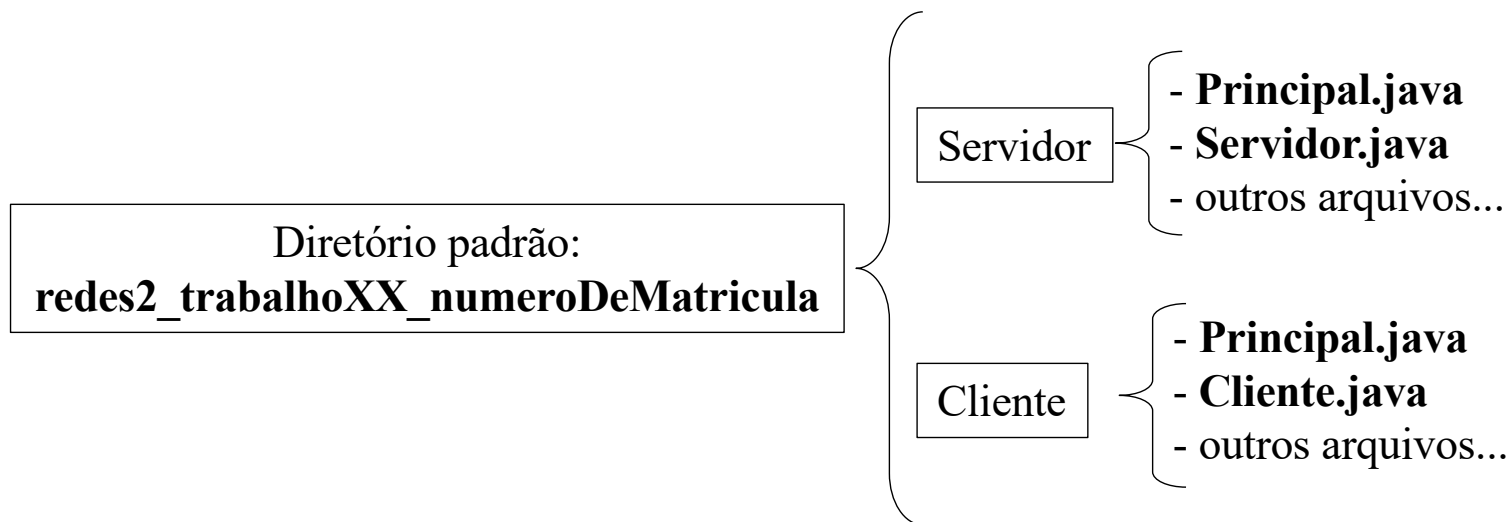 Diretório padrão:
redes2_trabalhoXX_numeroDeMatricula
Servidor
- Principal.java
- Servidor.java
- outros arquivos...
Cliente
- Principal.java
- Cliente.java
- outros arquivos...